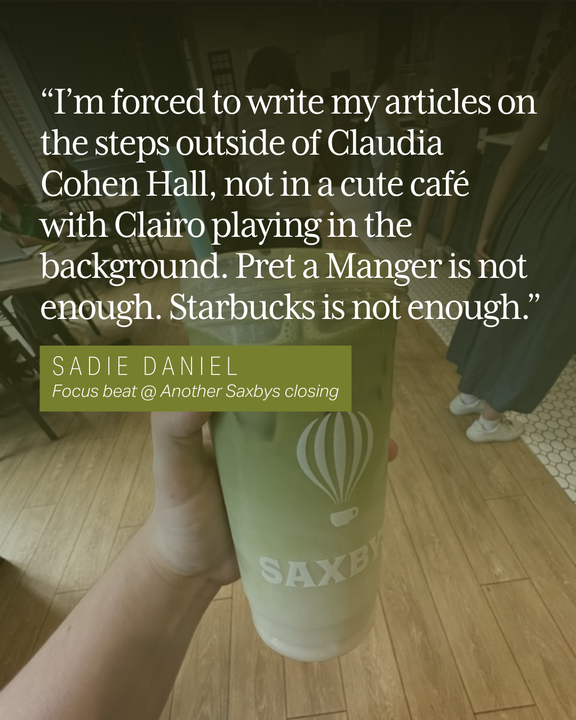 “I’m forced to write my articles on
the steps outside of Claudia
Cohen Hall, not in a cute café
with Clairo playing in the
background. Pret a Manger is not
enough. Starbucks is not enough.”
SADIE DANIEL
Focus beat @ Another Saxbys closing
SAXBY